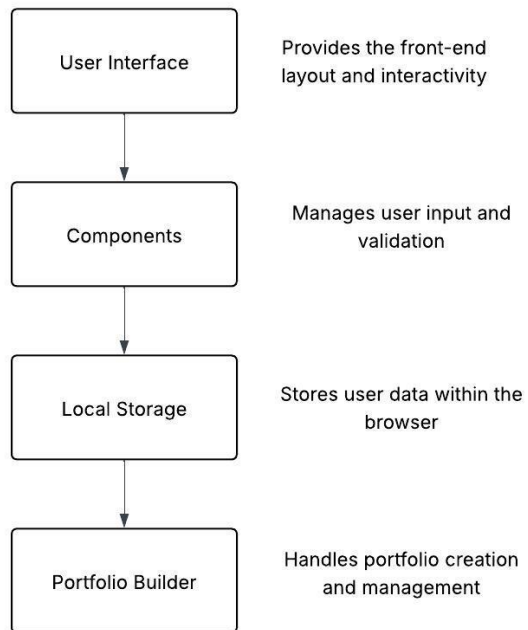 User Interface
Provides the front-end
layout and interactivity
Components
Manages user input and
validation
Local Storage
Stores user data within the
browser
Portfolio Builder
Handles portfolio creation
and management